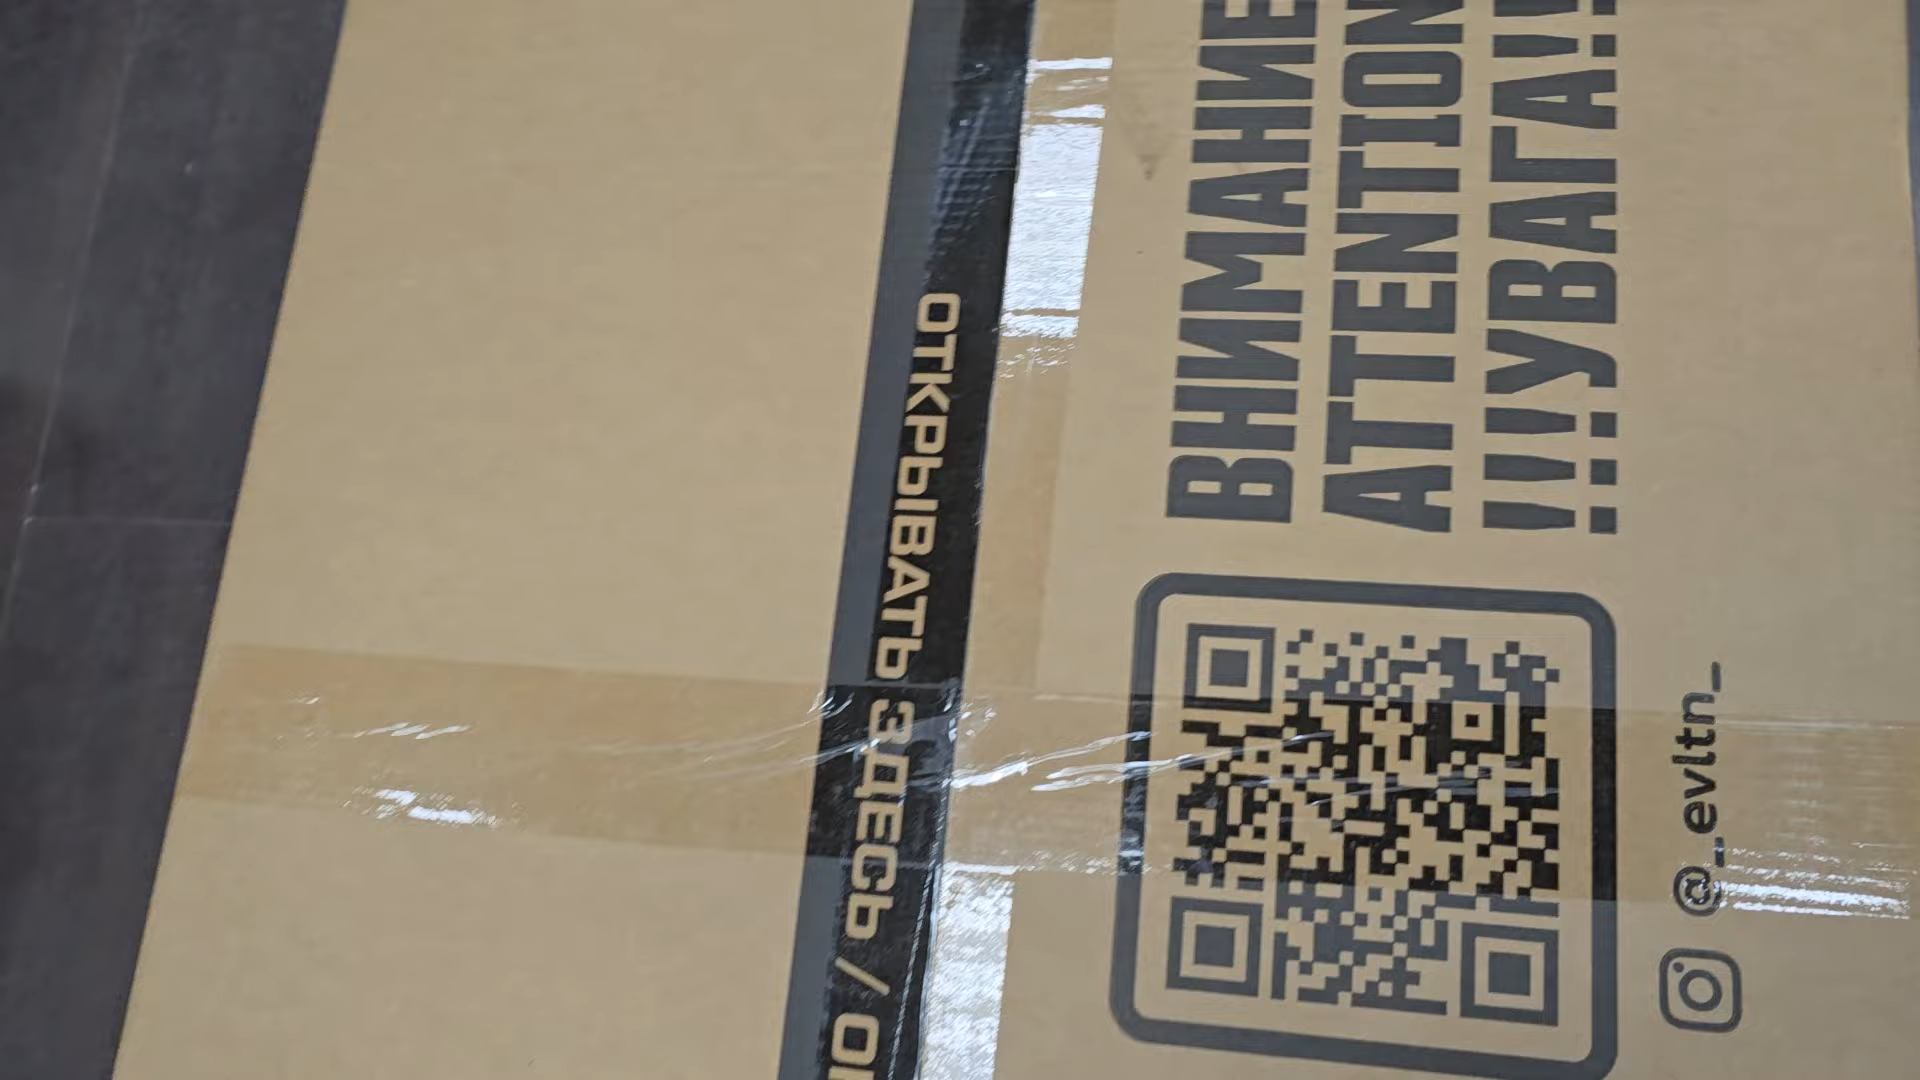 ВНИМАНИЕ
ATTENTION
!!!УВАГА!!
@_evltn_
ОТКРЫВАТЬ ЗДЕСЬ /